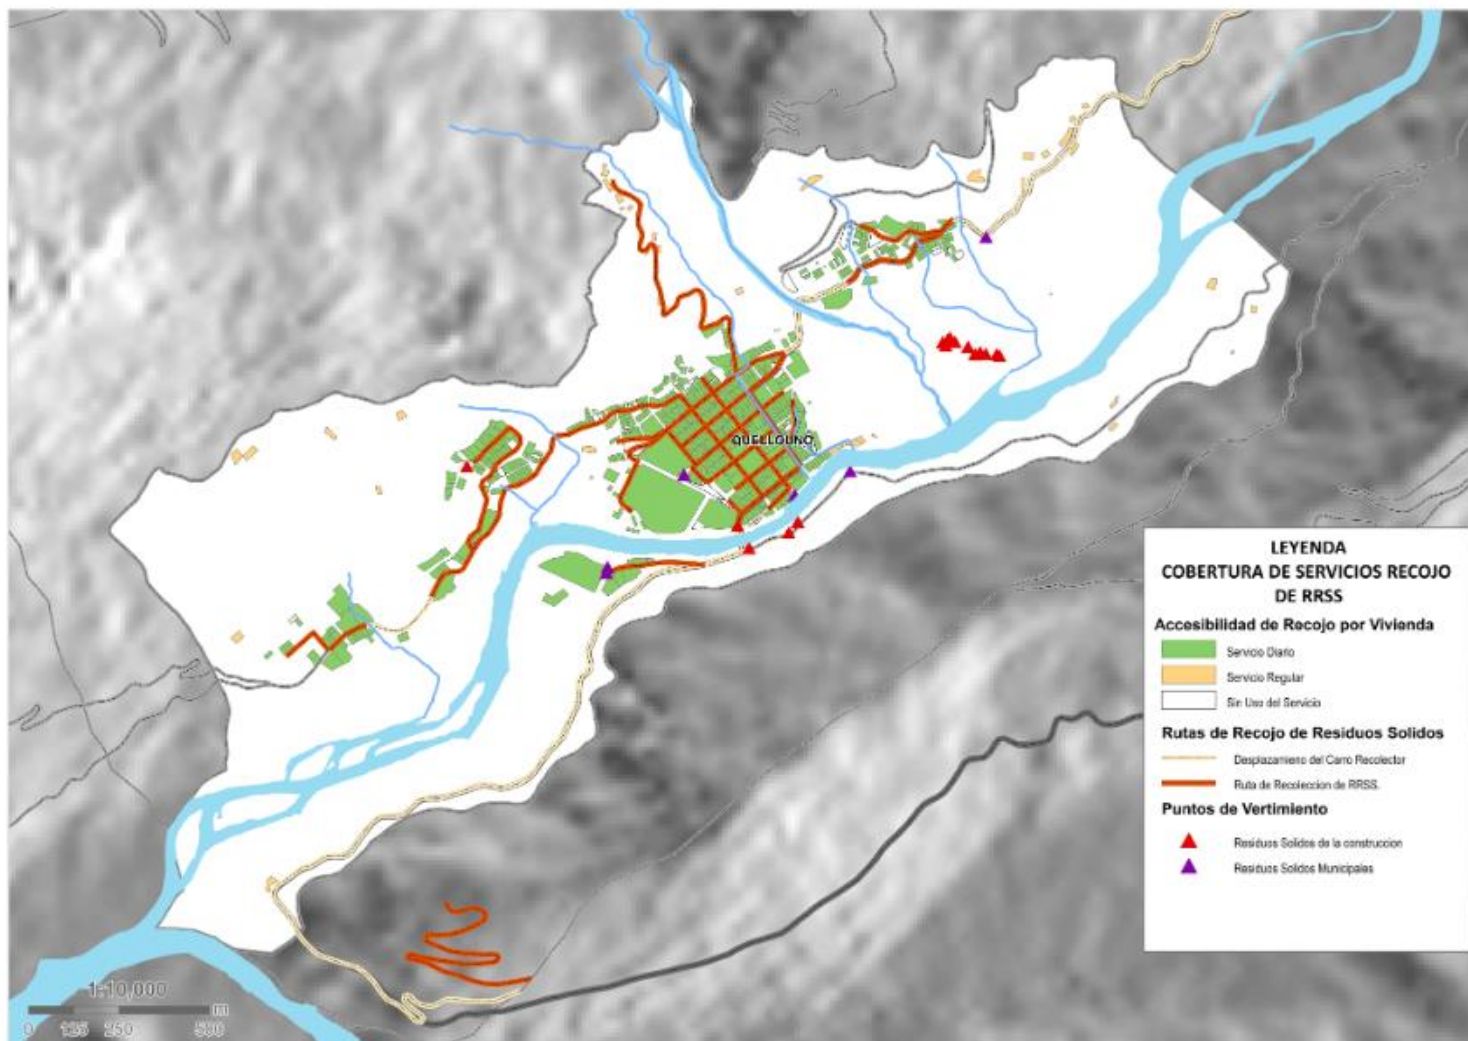 QUELLOUNO
LEYENDA
COBERTURA DE SERVICIOS RECOJO
DE RRSS
Accesibilidad de Recojo por Vivienda
Servicio Diario
Servicio Regular
Sin Uso del Servicio
Rutas de Recojo de Residuos Solidos
Desplazamieno del Carro Recolector
Ruta de Recoleccion de RRSS.
Puntos de Vertimiento
Residuos Solidos de la construccion
Residuos Solidos Municipales
1:10,000
m
0 125 250 500